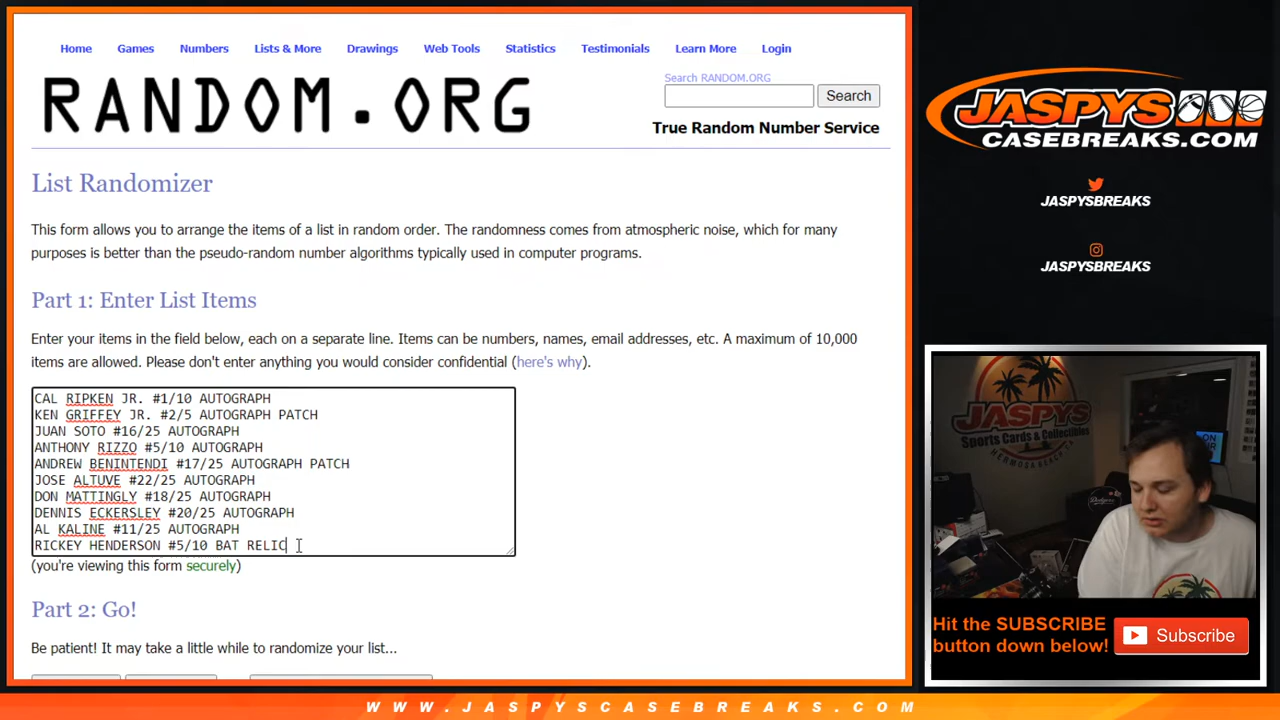 Home Games Numbers Lists & More Drawings Web Tools Statistics Testimonials Learn More Login
RANDOM.ORG
Search RANDOM.ORG
Search
True Random Number Service
List Randomizer
This form allows you to arrange the items of a list in random order. The randomness comes from atmospheric noise, which for many
purposes is better than the pseudo-random number algorithms typically used in computer programs.
Part 1: Enter List Items
Enter your items in the field below, each on a separate line. Items can be numbers, names, email addresses, etc. A maximum of 10,000
items are allowed. Please don't enter anything you would consider confidential (here's why).
CAL RIPKEN JR. #1/10 AUTOGRAPH
KEN GRIFFEY JR. #2/5 AUTOGRAPH PATCH
JUAN SOTO #16/25 AUTOGRAPH
ANTHONY RIZZO #5/10 AUTOGRAPH
ANDREW BENINTENDI #17/25 AUTOGRAPH PATCH
JOSE ALTUVE #22/25 AUTOGRAPH
DON MATTINGLY #18/25 AUTOGRAPH
DENNIS ECKERSLEY #20/25 AUTOGRAPH
AL KALINE #11/25 AUTOGRAPH
RICKEY HENDERSON #5/10 BAT RELIC
(you're viewing this form securely)
Part 2: Go!
Be patient! It may take a little while to randomize your list...
JASPYS
CASEBREAKS.COM
JASPYSBREAKS
JASPYSBREAKS
JASPYS
Sports Cards & Collectibles
HERMOSA BEACH
Hit the SUBSCRIBE
button down below!
Subscribe
WWW.JASPYSCASEBREAKS.COM